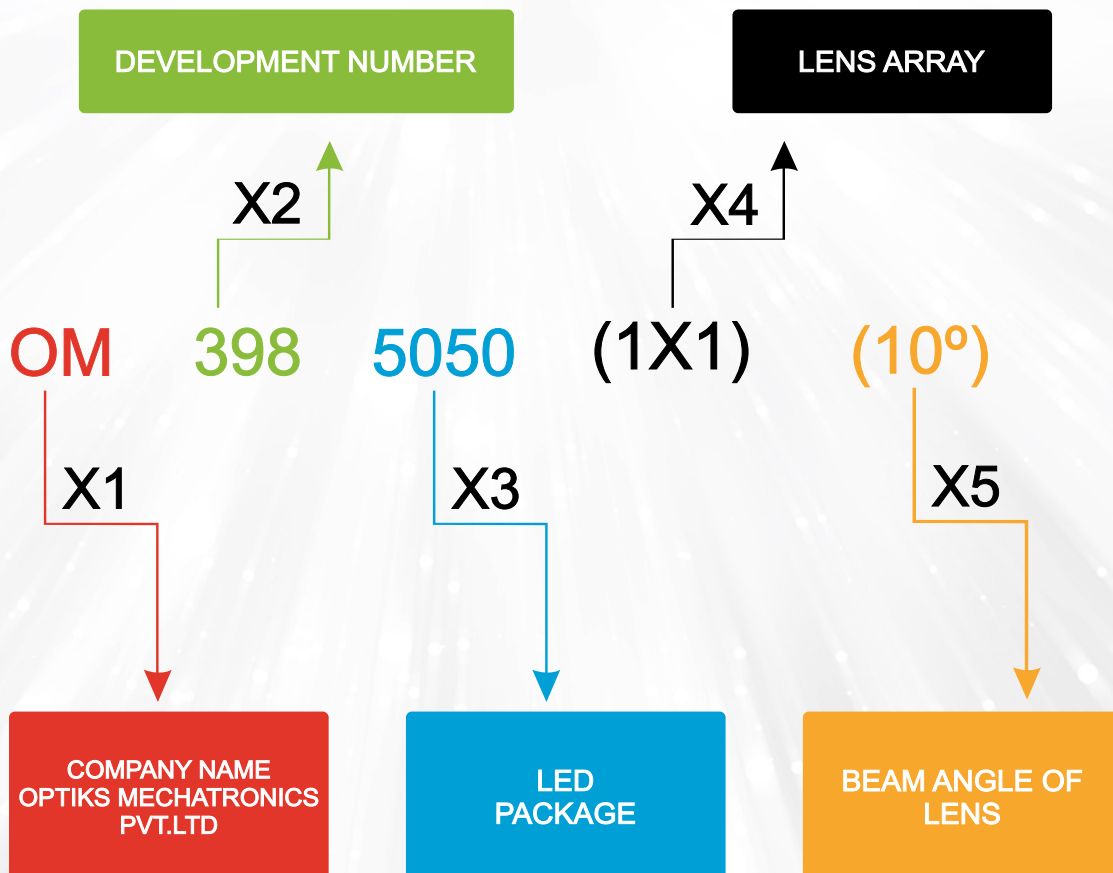 DEVELOPMENT NUMBER
LENS ARRAY
X2
X4
OM 398 5050 (1X1) (10º)
X1
X3
X5
COMPANY NAME
OPTIKS MECHATRONICS
PVT.LTD
LED
PACKAGE
BEAM ANGLE OF
LENS